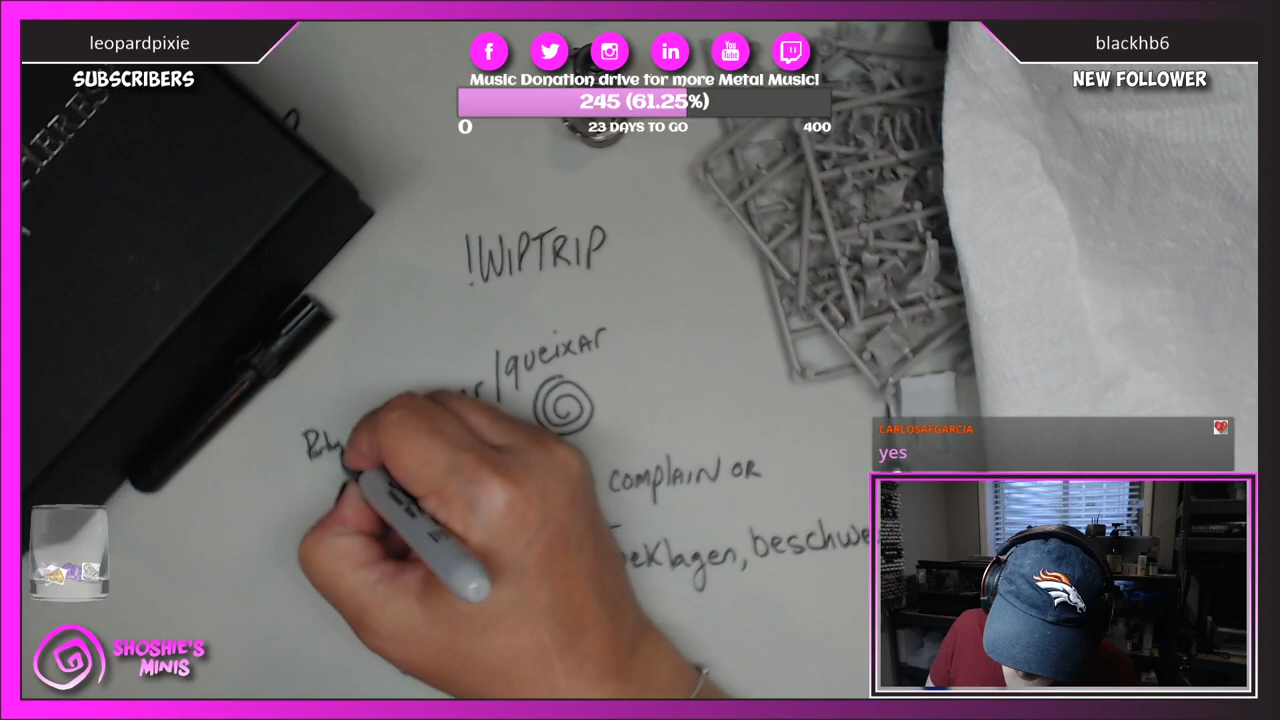 leopardpixie
SUBSCRIBERS
Music Donation drive for more Metal Music!
245 (61.25%)
0 23 DAYS TO GO 400
blackhb6
NEW FOLLOWER
!WIPTRIP
/queixar
COMPLAIN OR
beklagen, beschwe
CARLOSAFGARCIA
yes
SHOSHIE'S
MINIS